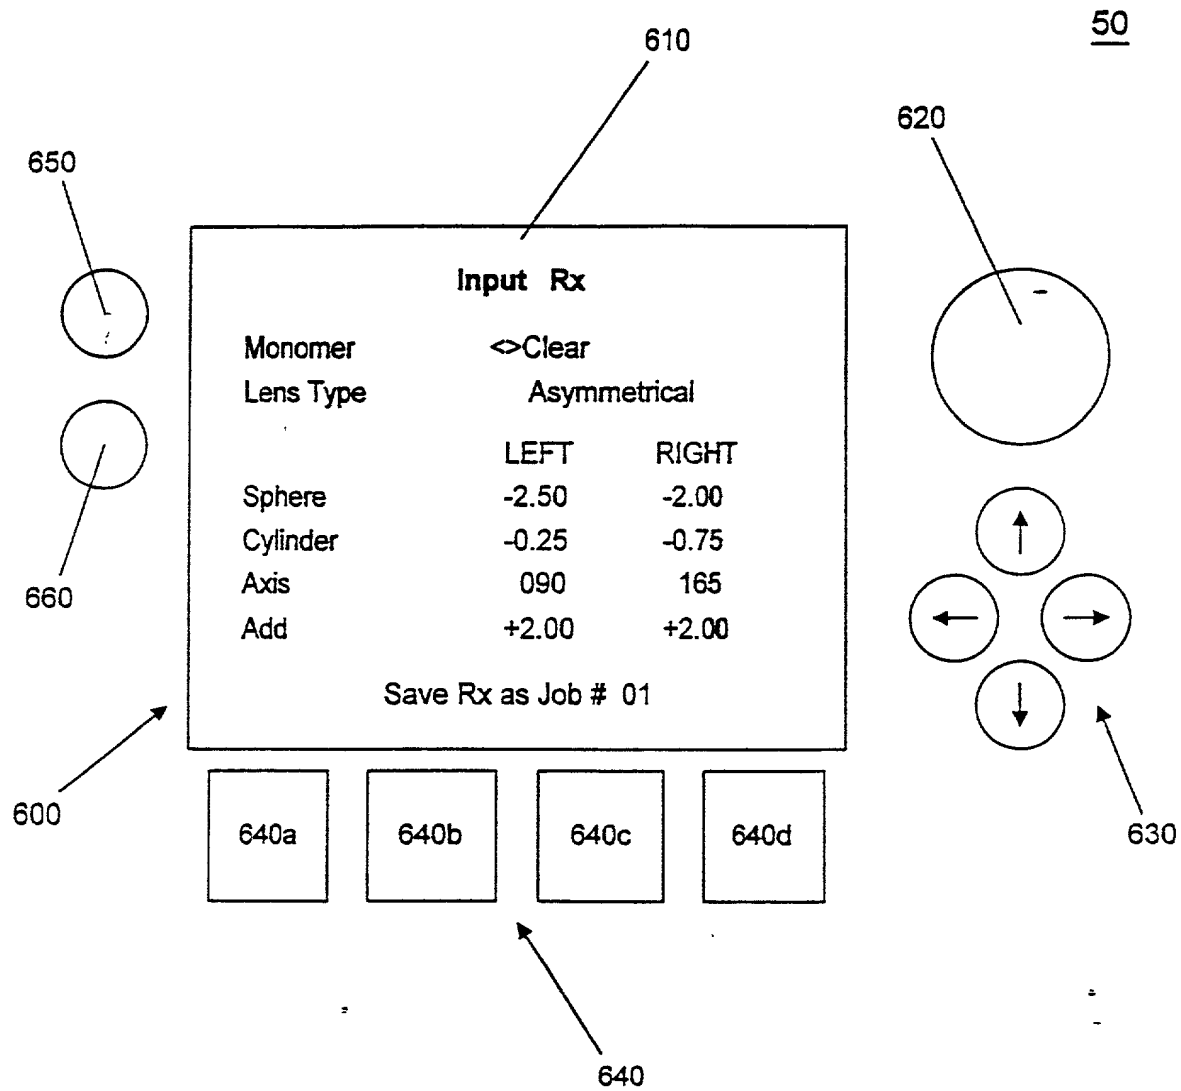 50
610
620
650
Input Rx
Monomer <>Clear
Lens Type Asymmetrical
LEFT RIGHT
Sphere -2.50 -2.00
Cylinder -0.25 -0.75
660
Axis 090 165
Add +2.00 +2.00
Save Rx as Job # 01
600
640a 640b 640c 640d
630
640